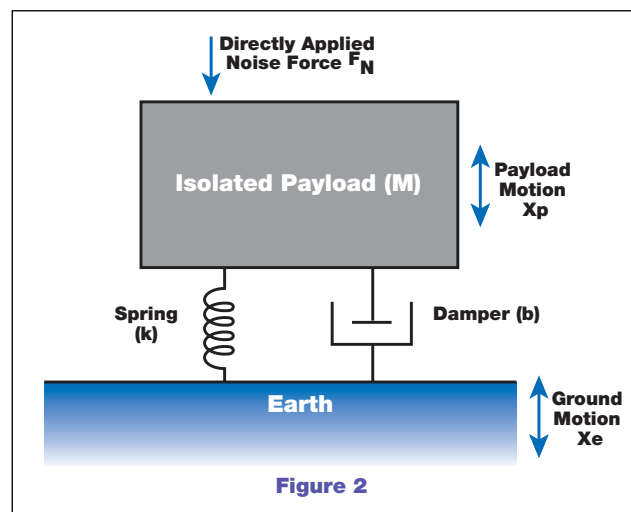 Directly Applied
Noise Force FN
Isolated Payload (M)
Payload
Motion
Xp
Spring
(k)
Damper (b)
Earth
Ground
Motion
Xe
Figure 2